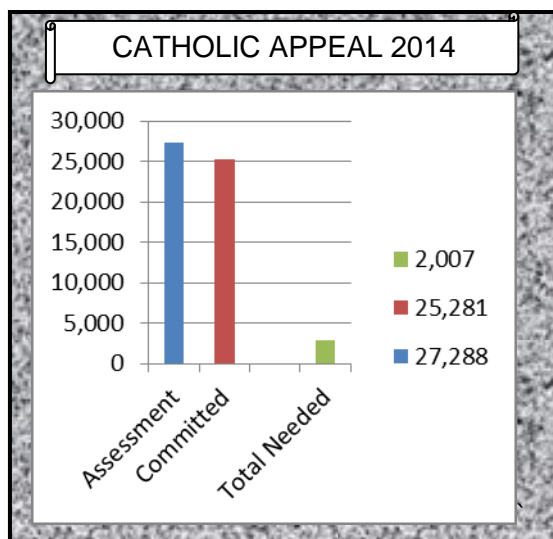 CATHOLIC APPEAL 2014
30,000
25,000
20,000
15,000
10,000
5,000
0
2,007
25,281
27,288
Assessment
Committed
Total Needed